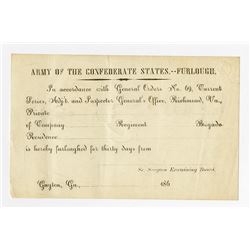 ARMY OF THE CONFEDERATE STATES.--FURLOUGH.
In accordance with General Orders No. 69, Current
Series, Adj't. and Inspector General's Office, Richmond, Va.,
Private
of Company Regiment Brigade
Residence
is hereby furloughed for thirty days from
Sr. Surgeon Examining Board.
Guyton, Ga., 186